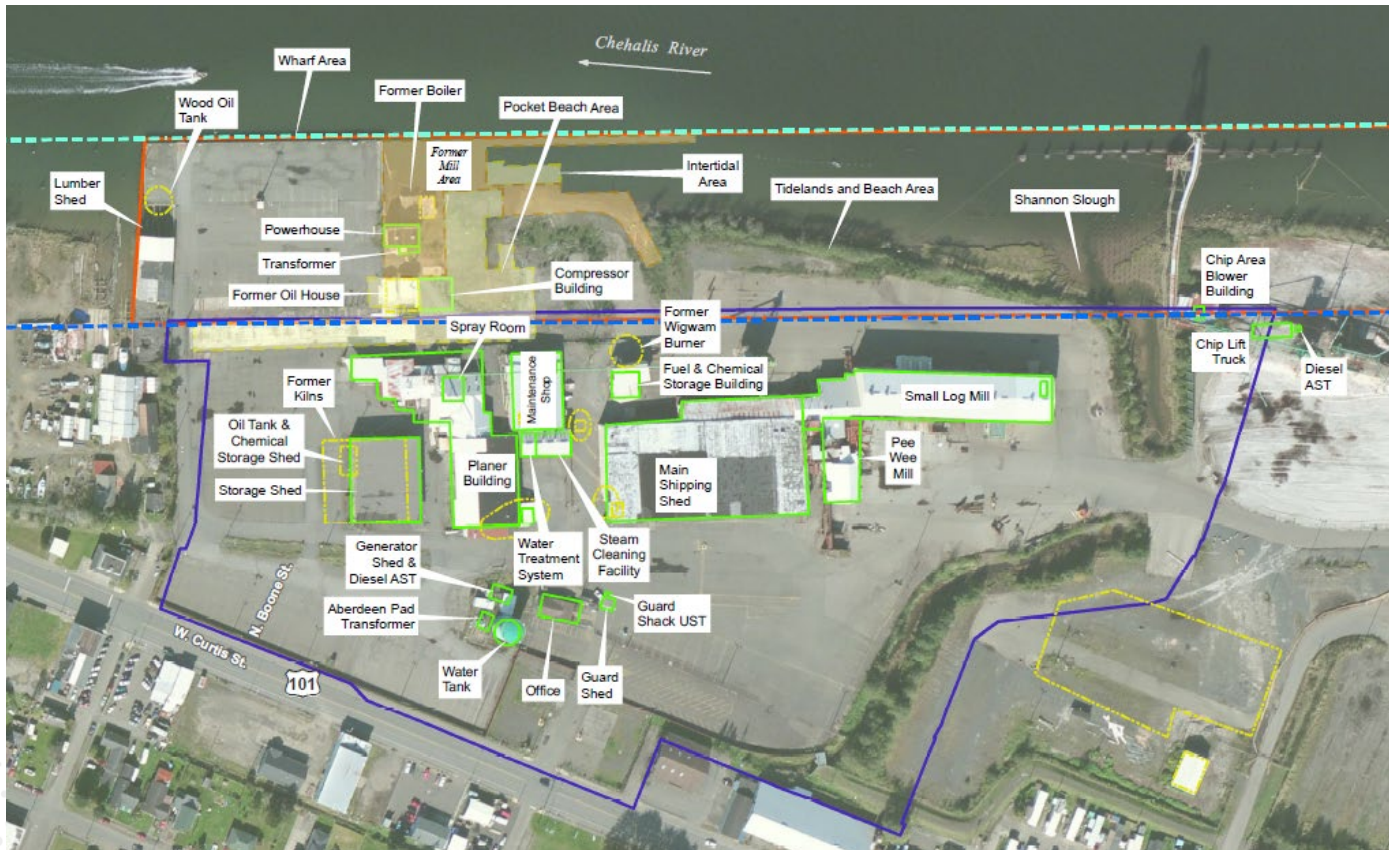 Chehalis River
Wharf Area
Wood Oil
Tank
Former Boiler
Pocket Beach Area
Former
Mill
Area
Intertidal
Area
Tidelands and Beach Area
Shannon Slough
Lumber
Shed
Powerhouse
Transformer
Former Oil House
Compressor
Building
Chip Area
Blower
Building
Spray Room
Former
Wigwam
Burner
Chip Lift
Truck
Diesel
AST
Former
Kilns
Maintenance
Shop
Fuel & Chemical
Storage Building
Small Log Mill
Oil Tank &
Chemical
Storage Shed
Storage Shed
Planer
Building
Main
Shipping
Shed
Pee
Wee
Mill
Generator
Shed &
Diesel AST
Water
Treatment
System
Steam
Cleaning
Facility
Aberdeen Pad
Transformer
Guard
Shack UST
N. Boone St.
W. Curtis St.
101
Water
Tank
Office
Guard
Shed